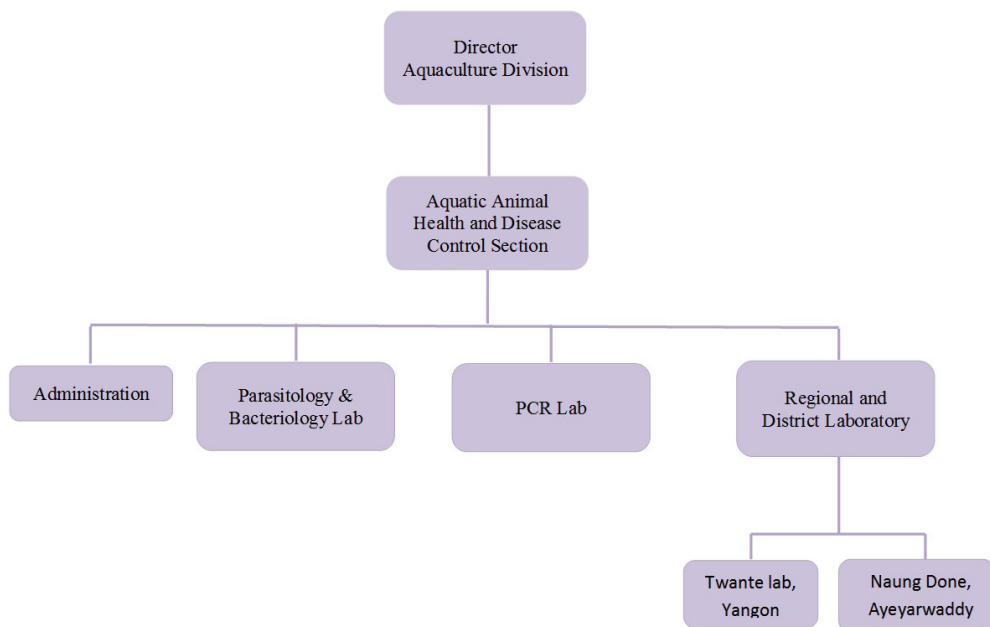 Director
Aquaculture Division
Aquatic Animal
Health and Disease
Control Section
Administration
Parasitology &
Bacteriology Lab
PCR Lab
Regional and
District Laboratory
Twante lab,
Yangon
Naung Done,
Ayeyarwaddy